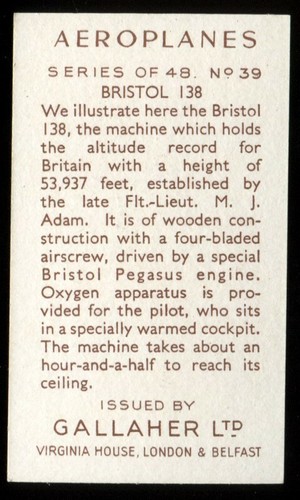 AEROPLANES
SERIES OF 48. Nº 39
BRISTOL 138
We illustrate here the Bristol
138, the machine which holds
the altitude record for
Britain with a height of
53,937 feet, established by
the late Flt.-Lieut. M. J.
Adam. It is of wooden con-
struction with a four-bladed
airscrew, driven by a special
Bristol Pegasus engine.
Oxygen apparatus is pro-
vided for the pilot, who sits
in a specially warmed cockpit.
The machine takes about an
hour-and-a-half to reach its
ceiling.
ISSUED BY
GALLAHER LTD
VIRGINIA HOUSE, LONDON & BELFAST